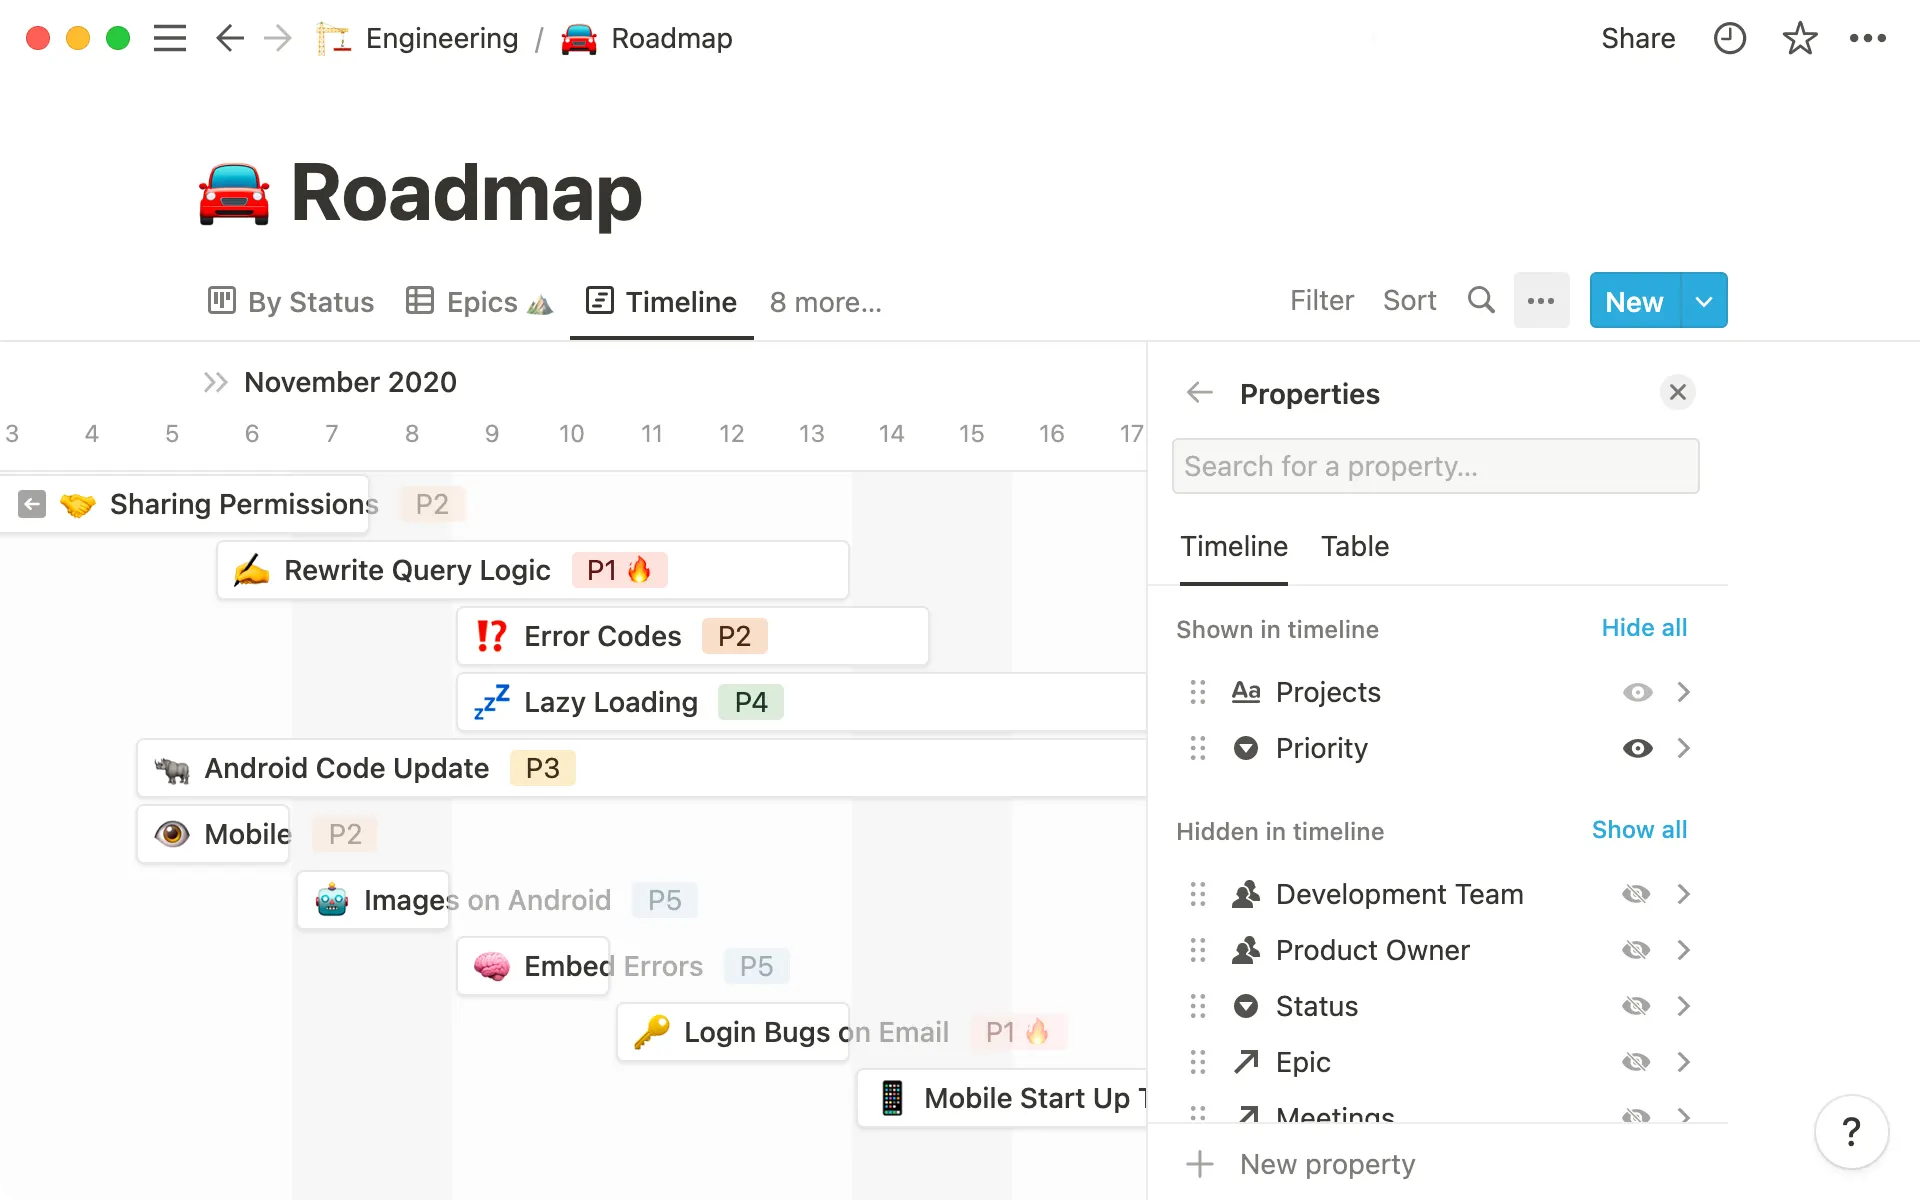 Engineering / Roadmap
Share
Roadmap
By Status
Epics
Timeline
8 more...
Filter
Sort
New
November 2020
3 4 5 6 7 8 9 10 11 12 13 14 15 16 17
Sharing Permissions P2
Rewrite Query Logic P1
Error Codes P2
Lazy Loading P4
Android Code Update P3
Mobile P2
Images on Android P5
Embed Errors P5
Login Bugs on Email P1
Mobile Start Up T
Properties
Search for a property...
Timeline Table
Shown in timeline Hide all
Aa Projects
Priority
Hidden in timeline Show all
Development Team
Product Owner
Status
Epic
Meetings
New property
?